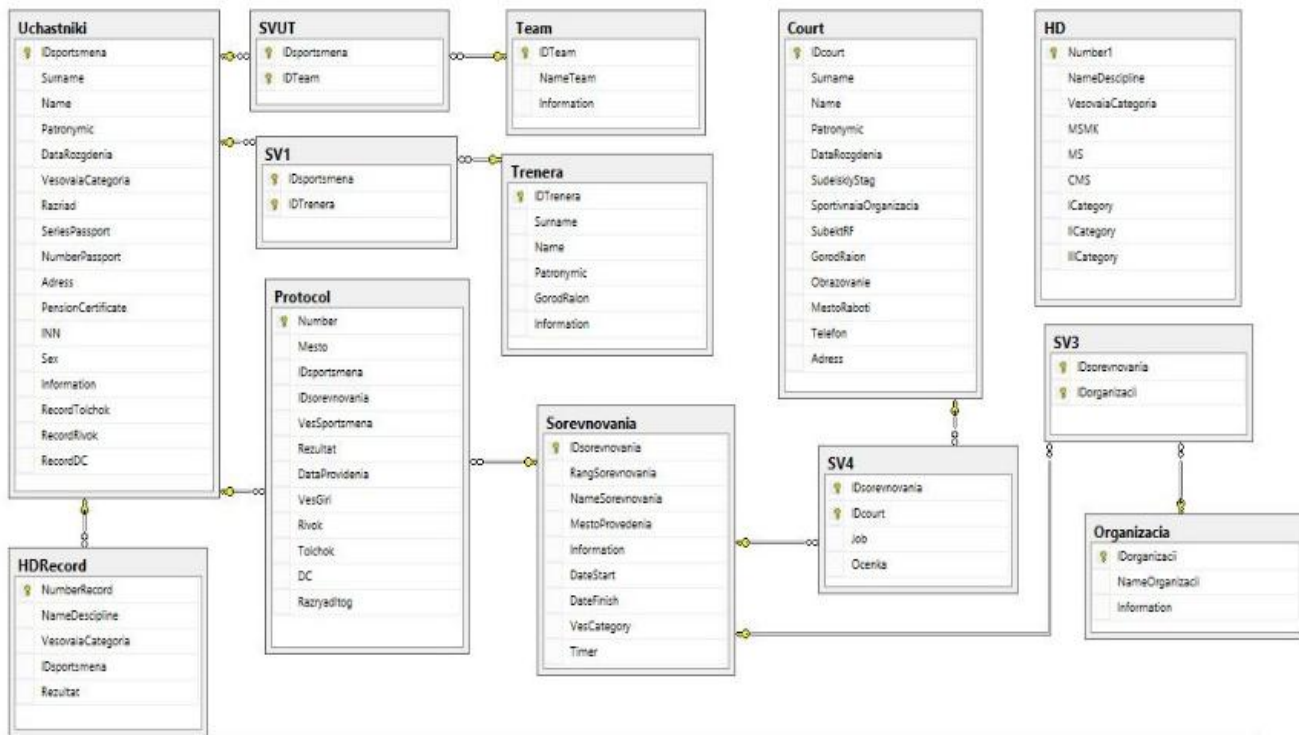 Uchastniki
IDsportsmena
Surname
Name
Patronymic
DataRozgdenia
VesovaiaCategoria
Razriad
SeriesPassport
NumberPassport
Adress
PensionCertificate
INN
Sex
Information
RecordTolchok
RecordRivok
RecordDC
SVUT
IDsportsmena
IDTeam
Team
IDTeam
NameTeam
Information
SV1
IDsportsmena
IDTrenera
Trenera
IDTrenera
Surname
Name
Patronymic
GorodRaion
Information
Court
IDcourt
Surname
Name
Patronymic
DataRozgdenia
SudeiskiyStag
SportivnaiaOrganizacia
SubektRF
GorodRaion
Obrazovanie
MestoRaboti
Telefon
Adress
HD
Number1
NameDescipline
VesovaiaCategoria
MSMK
MS
CMS
ICategory
IICategory
IIICategory
Protocol
Number
Mesto
IDsportsmena
IDsorevnovania
VesSportsmena
Rezultat
DataProvidenia
VesGiri
Rivok
Tolchok
DC
RazryadItog
Sorevnovania
IDsorevnovania
RangSorevnovania
NameSorevnovania
MestoProvedenia
Information
DateStart
DateFinish
VesCategory
Timer
SV3
IDsorevnovania
IDorganizacii
SV4
IDsorevnovania
IDcourt
Job
Ocenka
Organizacia
IDorganizacii
NameOrganizacii
Information
HDRecord
NumberRecord
NameDescipline
VesovaiaCategoria
IDsportsmena
Rezultat